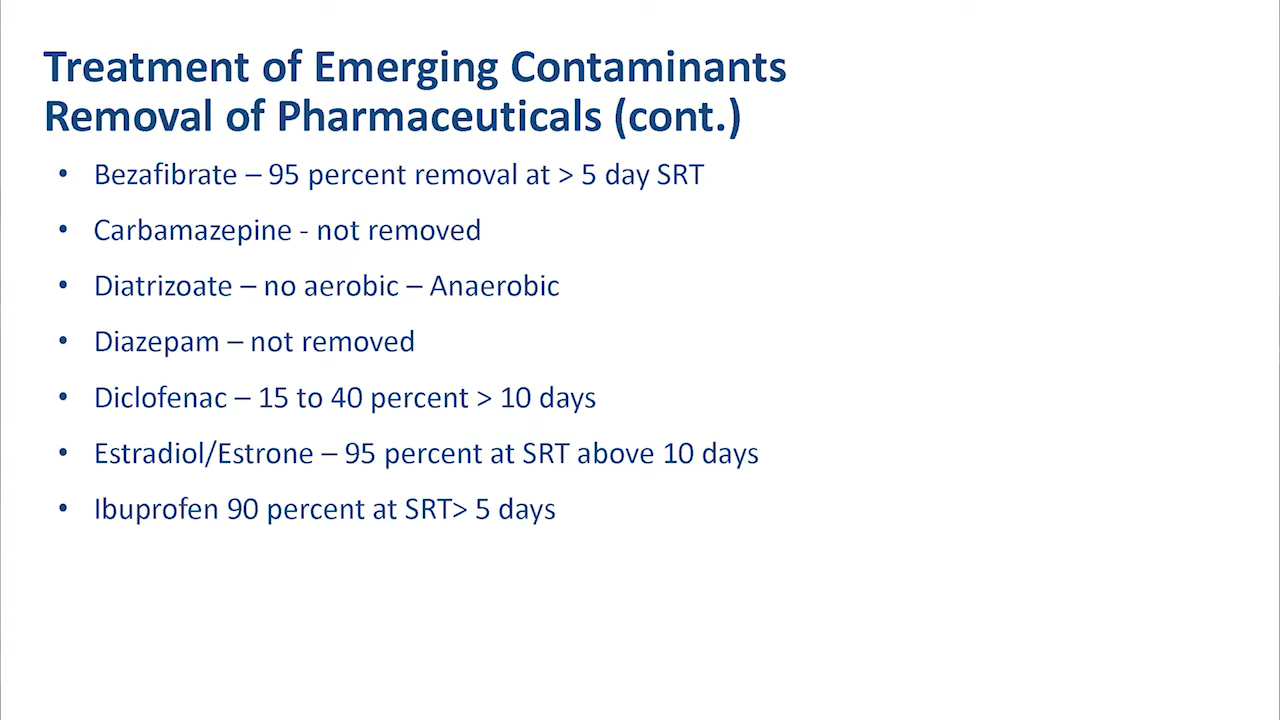 Treatment of Emerging Contaminants
Removal of Pharmaceuticals (cont.)
• Bezafibrate – 95 percent removal at > 5 day SRT
• Carbamazepine - not removed
• Diatrizoate – no aerobic – Anaerobic
• Diazepam – not removed
• Diclofenac – 15 to 40 percent > 10 days
• Estradiol/Estrone – 95 percent at SRT above 10 days
• Ibuprofen 90 percent at SRT> 5 days